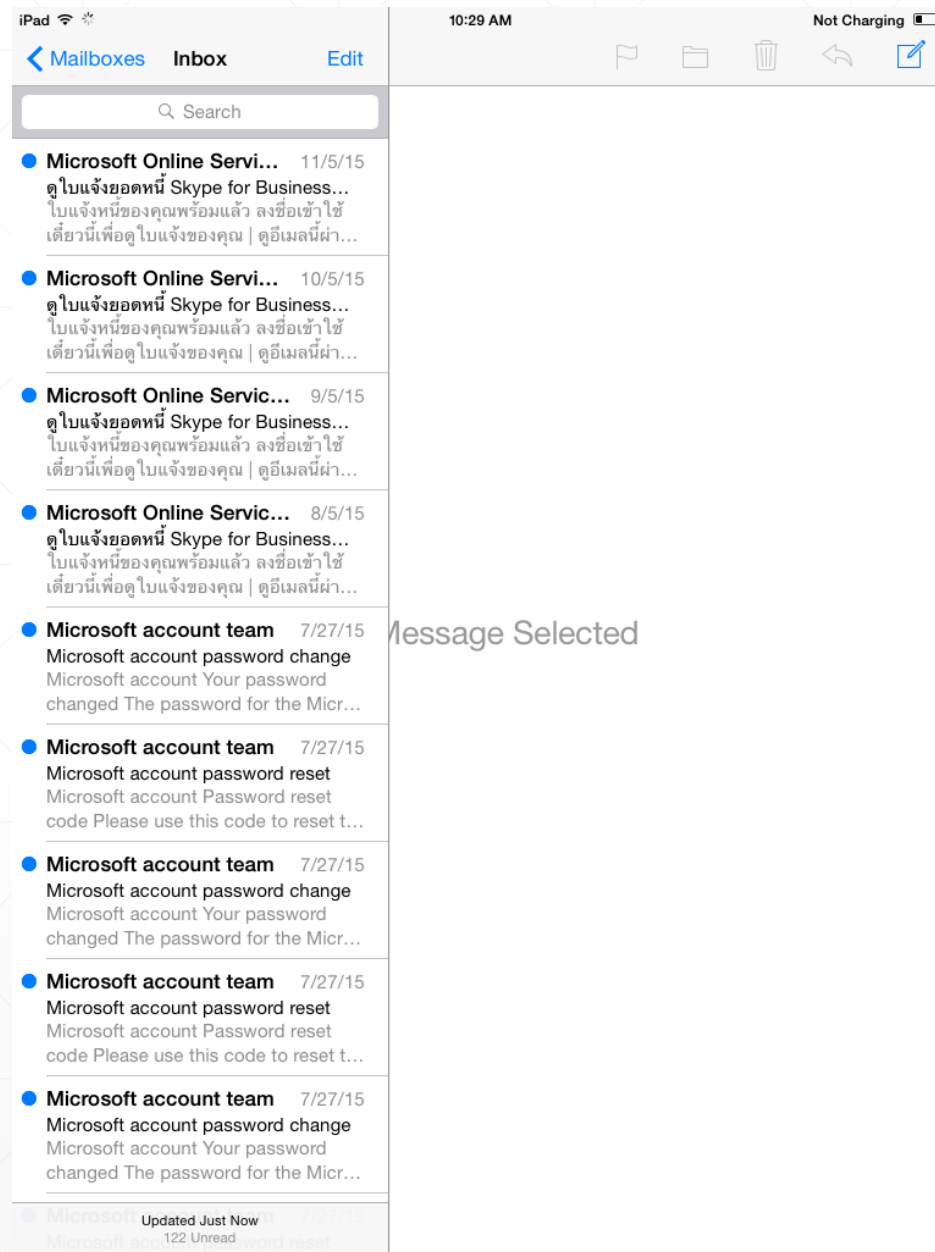 iPad
10:29 AM
Not Charging
Mailboxes
Inbox
Edit
Search
Microsoft Online Servi... 11/5/15
ดูใบแจ้งยอดหนี้ Skype for Business...
ใบแจ้งหนี้ของคุณพร้อมแล้ว ลงชื่อเข้าใช้
เดี๋ยวนี้เพื่อดูใบแจ้งของคุณ | ดูอีเมลนี้ผ่า...
Microsoft Online Servi... 10/5/15
ดูใบแจ้งยอดหนี้ Skype for Business...
ใบแจ้งหนี้ของคุณพร้อมแล้ว ลงชื่อเข้าใช้
เดี๋ยวนี้เพื่อดูใบแจ้งของคุณ | ดูอีเมลนี้ผ่า...
Microsoft Online Servic... 9/5/15
ดูใบแจ้งยอดหนี้ Skype for Business...
ใบแจ้งหนี้ของคุณพร้อมแล้ว ลงชื่อเข้าใช้
เดี๋ยวนี้เพื่อดูใบแจ้งของคุณ | ดูอีเมลนี้ผ่า...
Microsoft Online Servic... 8/5/15
ดูใบแจ้งยอดหนี้ Skype for Business...
ใบแจ้งหนี้ของคุณพร้อมแล้ว ลงชื่อเข้าใช้
เดี๋ยวนี้เพื่อดูใบแจ้งของคุณ | ดูอีเมลนี้ผ่า...
Microsoft account team 7/27/15
Microsoft account password change
Microsoft account Your password
changed The password for the Micr...
Microsoft account team 7/27/15
Microsoft account password reset
Microsoft account Password reset
code Please use this code to reset t...
Microsoft account team 7/27/15
Microsoft account password change
Microsoft account Your password
changed The password for the Micr...
Microsoft account team 7/27/15
Microsoft account password reset
Microsoft account Password reset
code Please use this code to reset t...
Microsoft account team 7/27/15
Microsoft account password change
Microsoft account Your password
changed The password for the Micr...
Updated Just Now
122 Unread
Message Selected